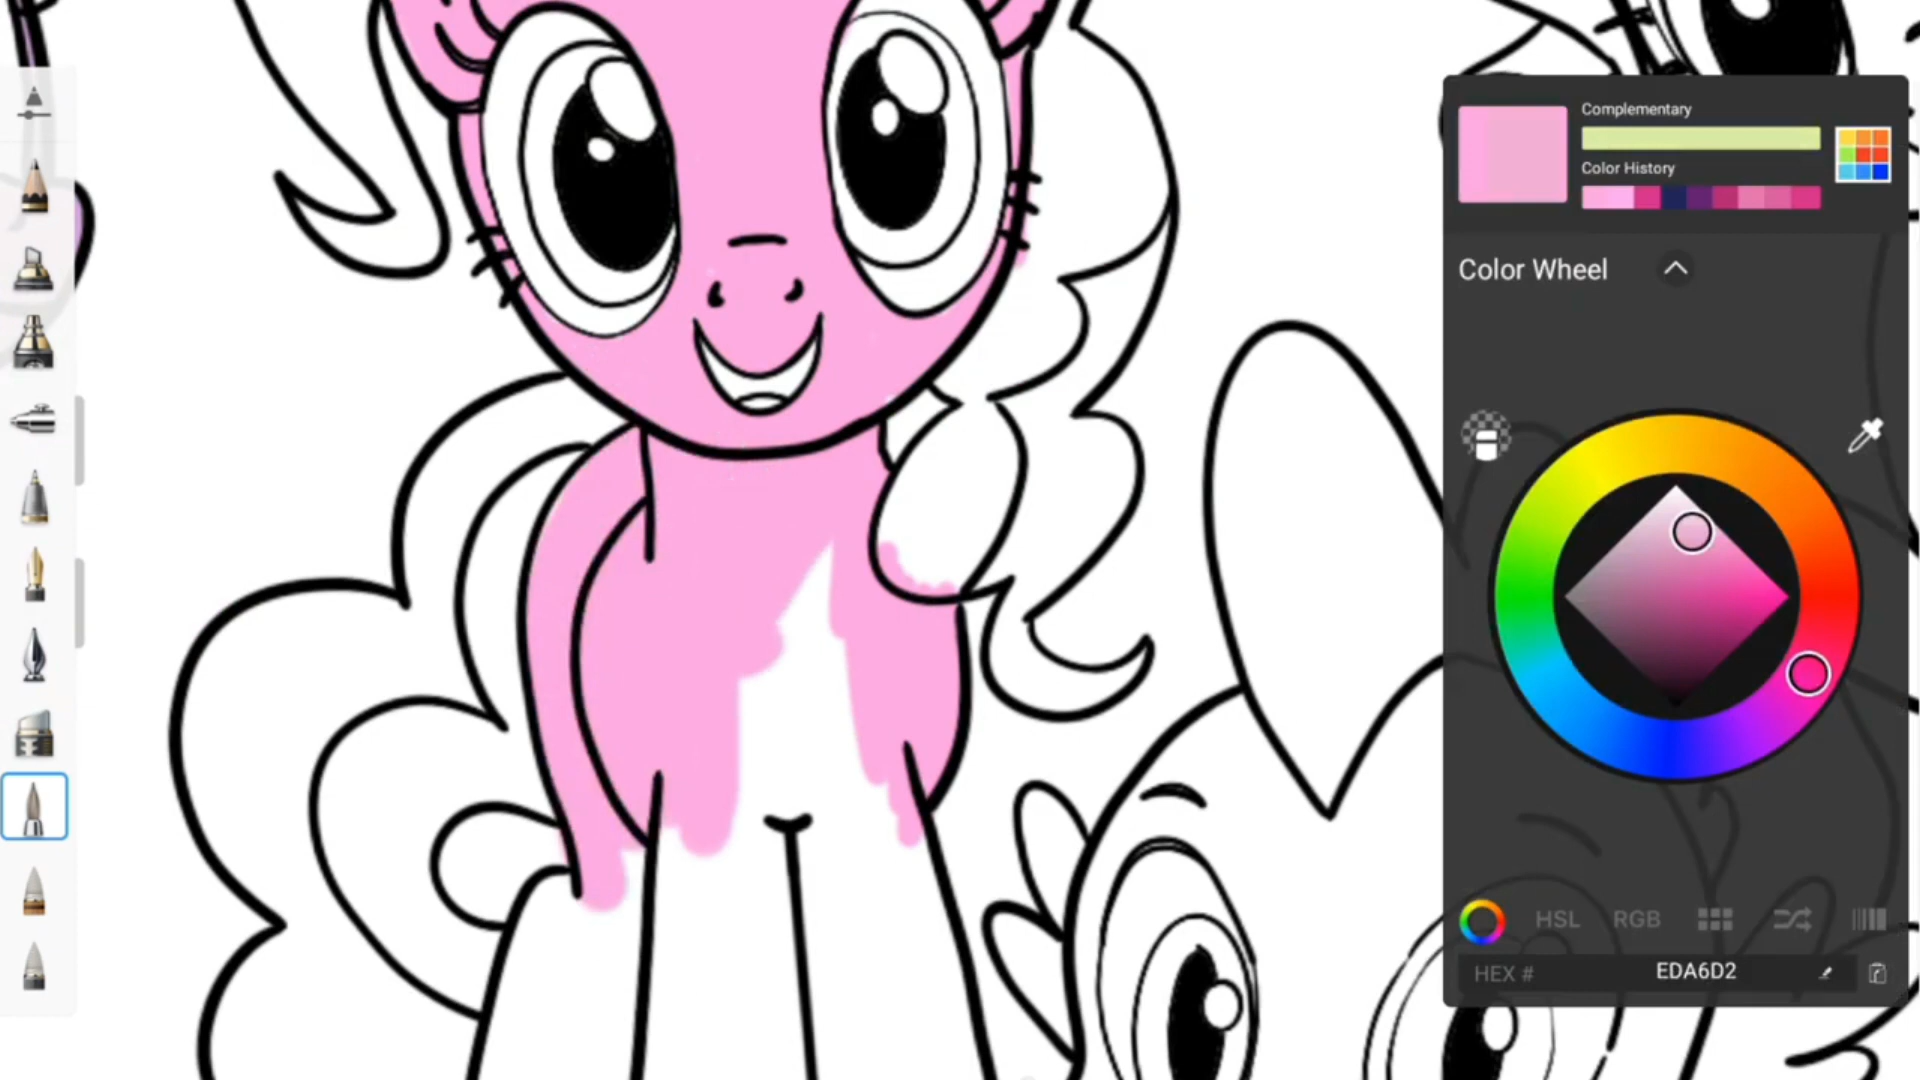 Complementary
Color History
Color Wheel
HSL RGB
HEX # EDA6D2